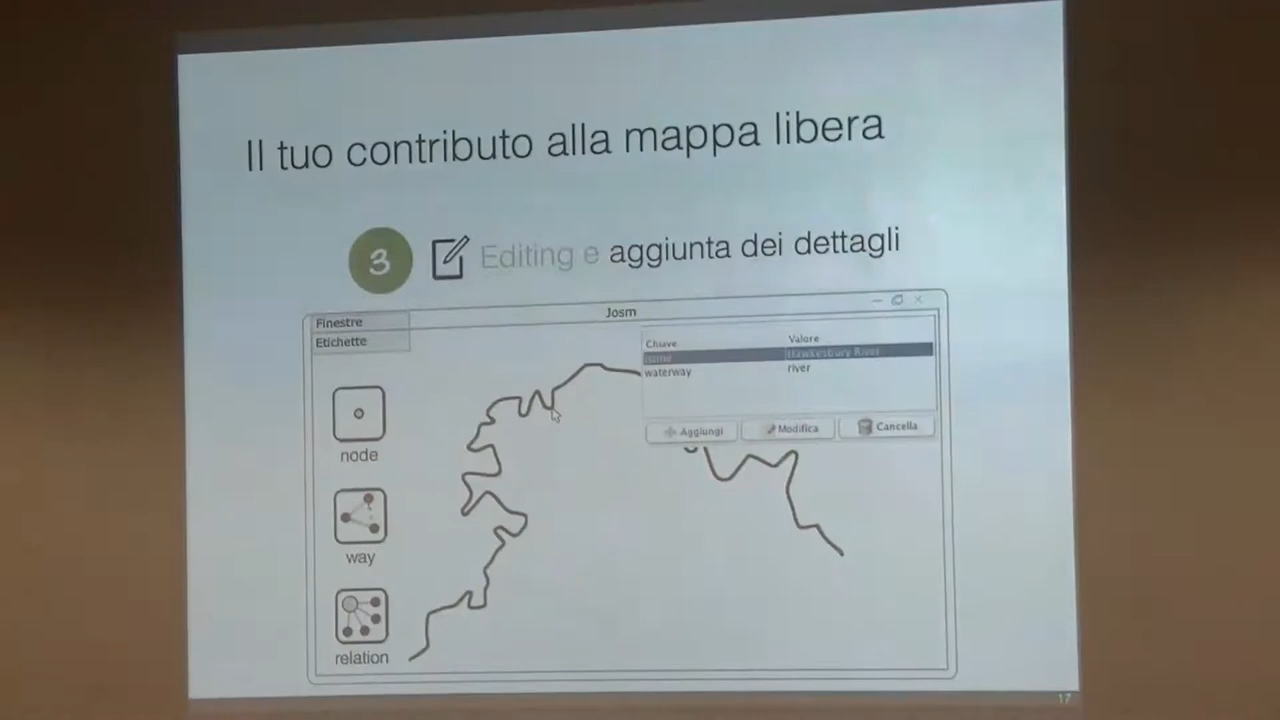 Il tuo contributo alla mappa libera
3 Editing e aggiunta dei dettagli
Josm
Finestre
Etichette
Chiave Valore
name Hawkesbury River
waterway river
Aggiungi Modifica Cancella
node
way
relation
17